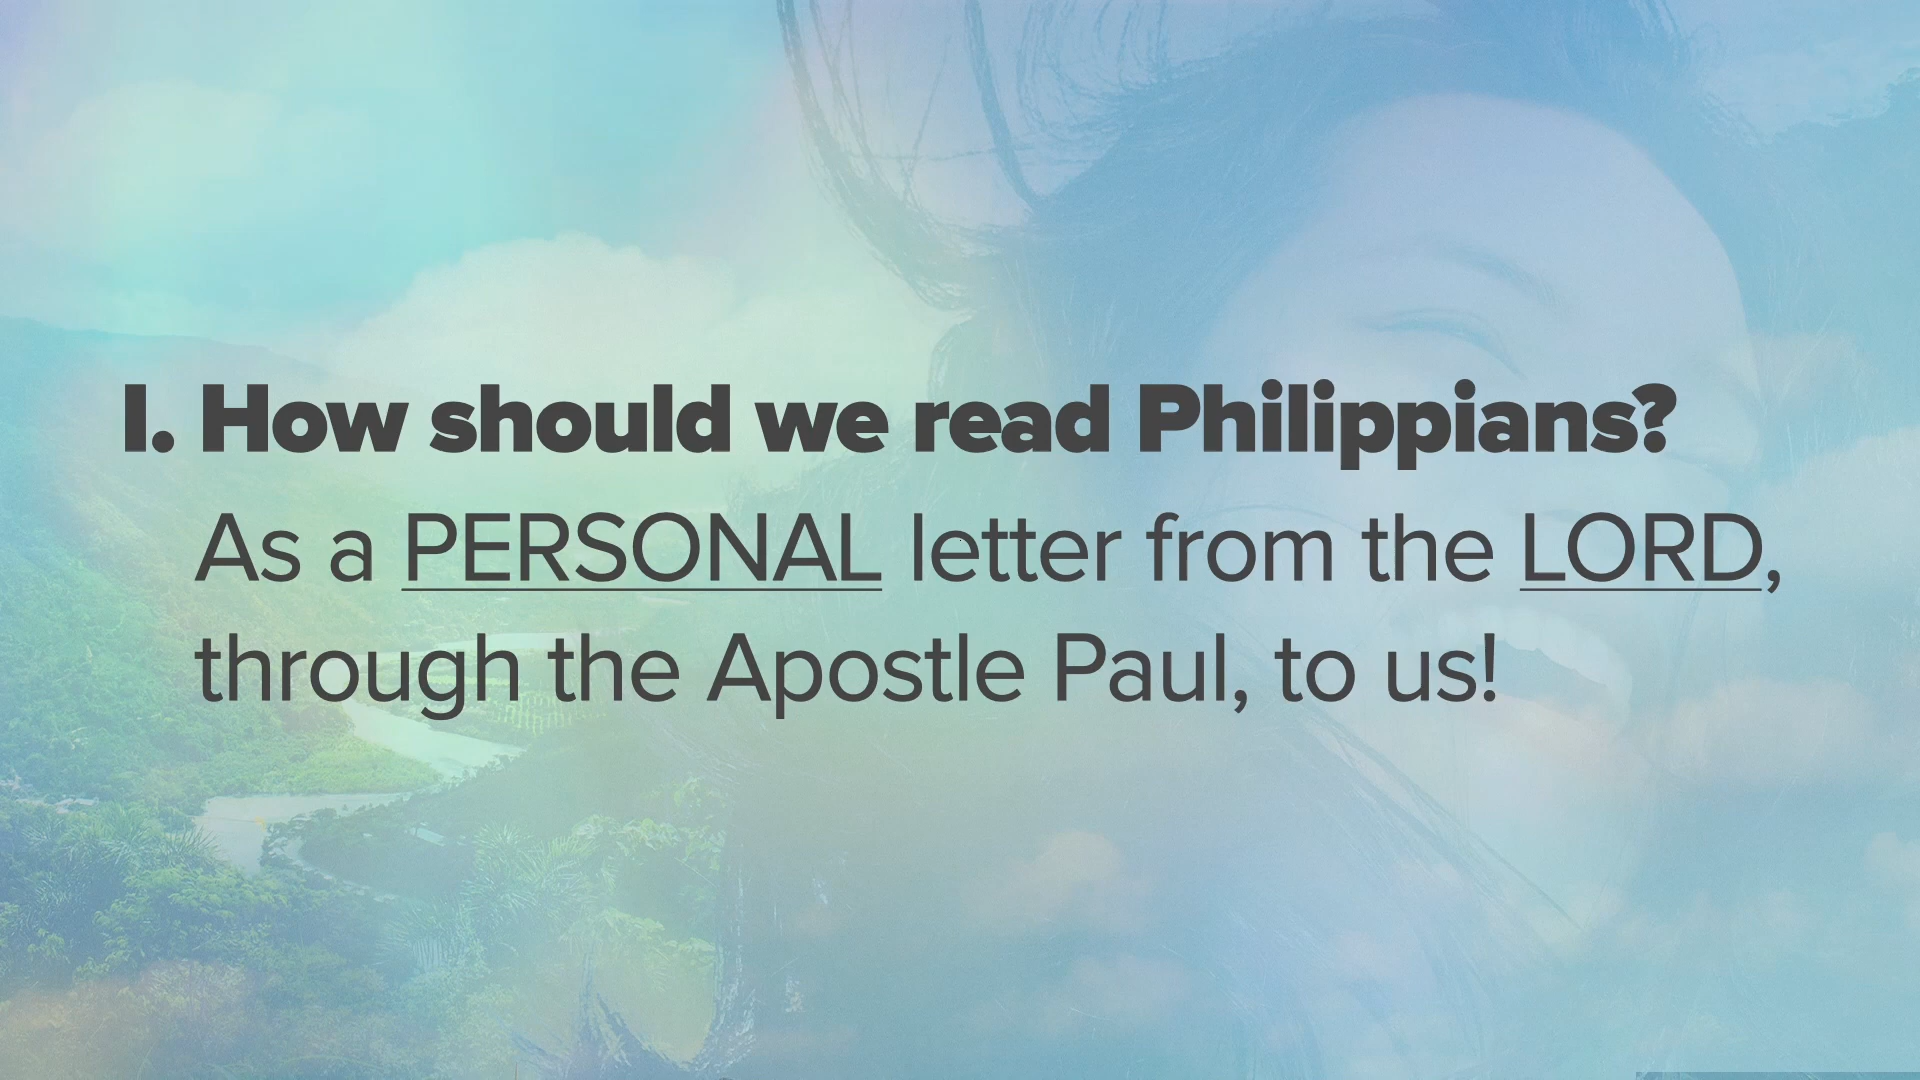 I. How should we read Philippians?
As a PERSONAL letter from the LORD,
through the Apostle Paul, to us!